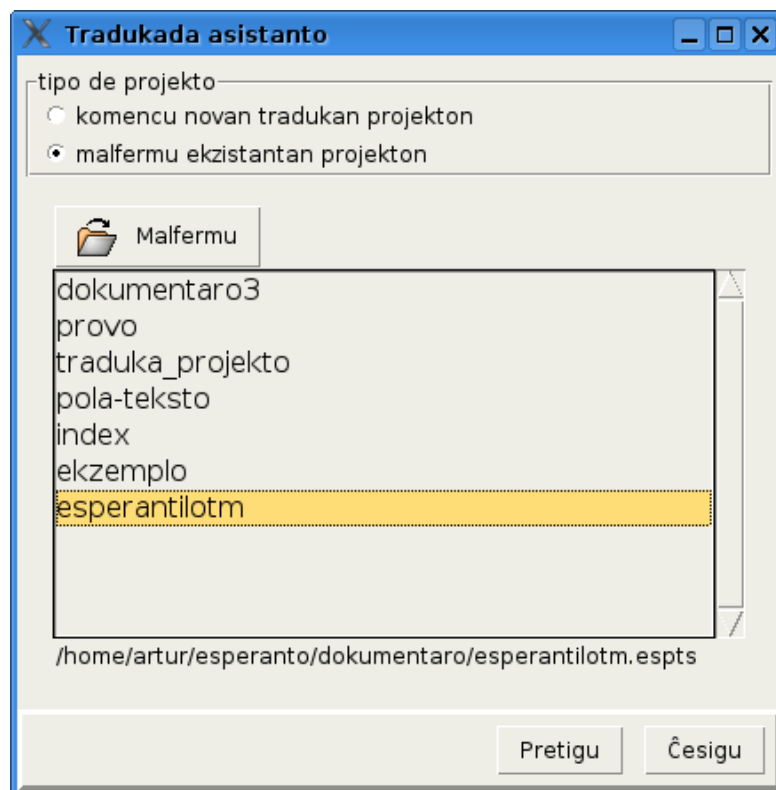 Tradukada asistanto
tipo de projekto
komencu novan tradukan projekton
malfermu ekzistantan projekton
Malfermu
dokumentaro3
provo
traduka_projekto
pola-teksto
index
ekzemplo
esperantilotm
/home/artur/esperanto/dokumentaro/esperantilotm.espts
Pretigu Ĉesigu